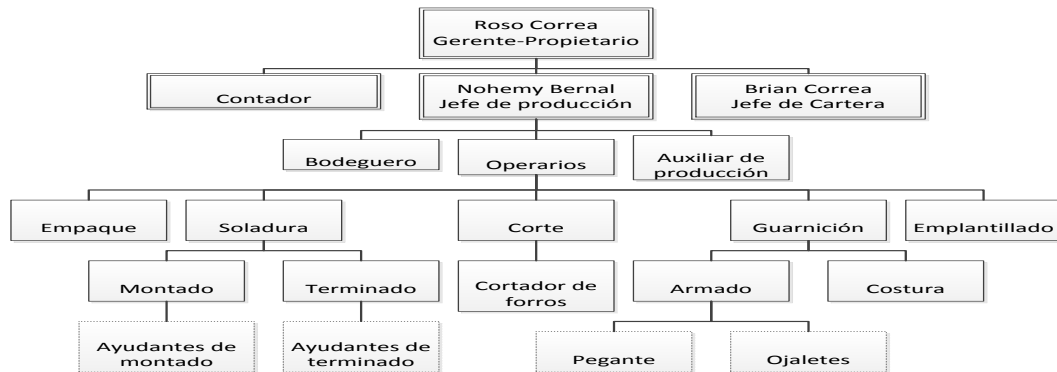 Roso Correa
Gerente-Propietario
Contador
Nohemy Bernal
Jefe de producción
Brian Correa
Jefe de Cartera
Bodeguero
Operarios
Auxiliar de
producción
Empaque
Soladura
Corte
Guarnición
Emplantillado
Montado
Terminado
Cortador de
forros
Armado
Costura
Ayudantes de
montado
Ayudantes de
terminado
Pegante
Ojaletes